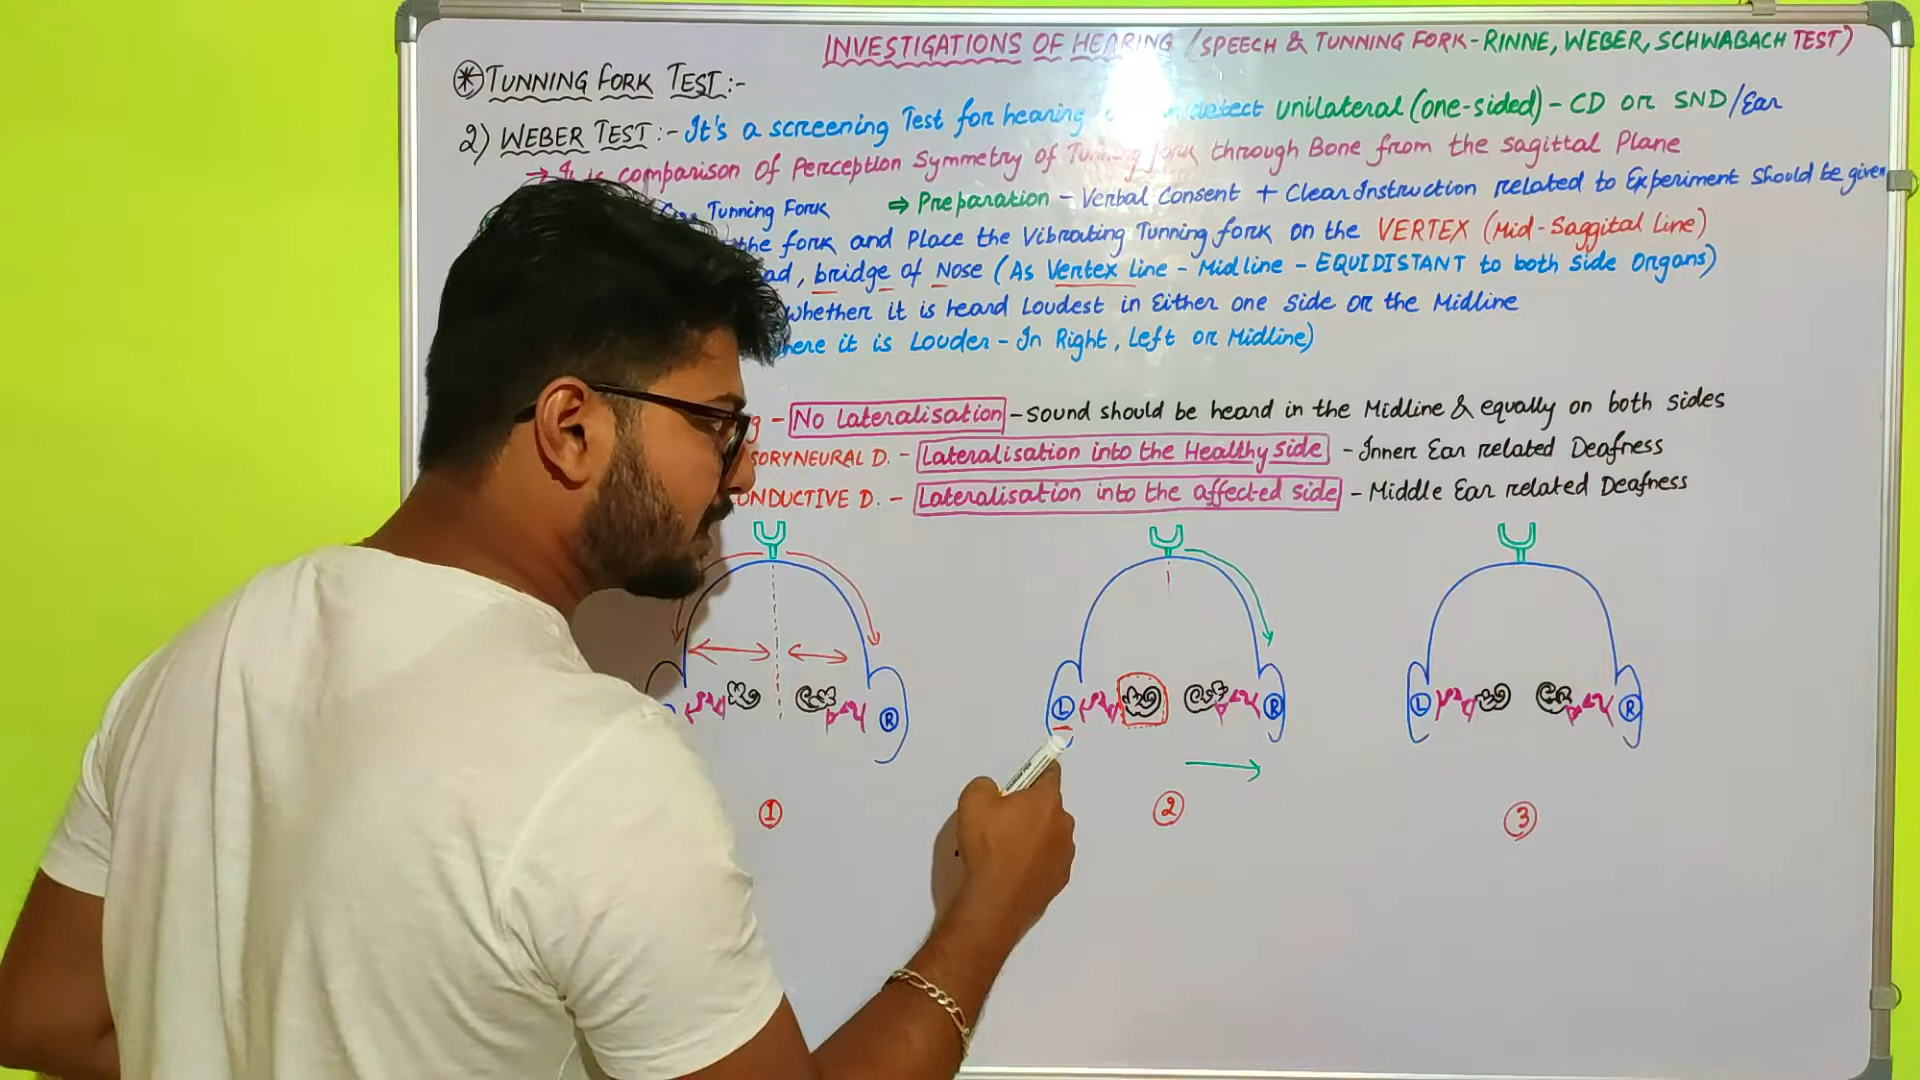 INVESTIGATIONS OF HEARING (SPEECH & TUNNING FORK - RINNE, WEBER, SCHWABACH TEST)
* TUNNING FORK TEST :-
2) WEBER TEST :- It's a screening Test for hearing detect unilateral (one-sided) - CD or SND/Ear
→ It is comparison of Perception Symmetry of Tunning fork through Bone from the sagittal Plane
One Tunning Fork ⇒ Preparation - Verbal Consent + Clear Instruction related to Experiment Should be given
the fork and Place the Vibrating Tunning fork on the VERTEX (Mid-Saggital Line)
bridge of Nose (As Vertex line - Midline - EQUIDISTANT to both side Organs)
whether it is heard Loudest in Either one side or the Midline
it is Louder - In Right, Left or Midline)
- No Lateralisation - Sound should be heard in the Midline & equally on both sides
D. - Lateralisation into the Healthy side - Inner Ear related Deafness
D. - Lateralisation into the affected side - Middle Ear related Deafness
R L R L R
1 2 3